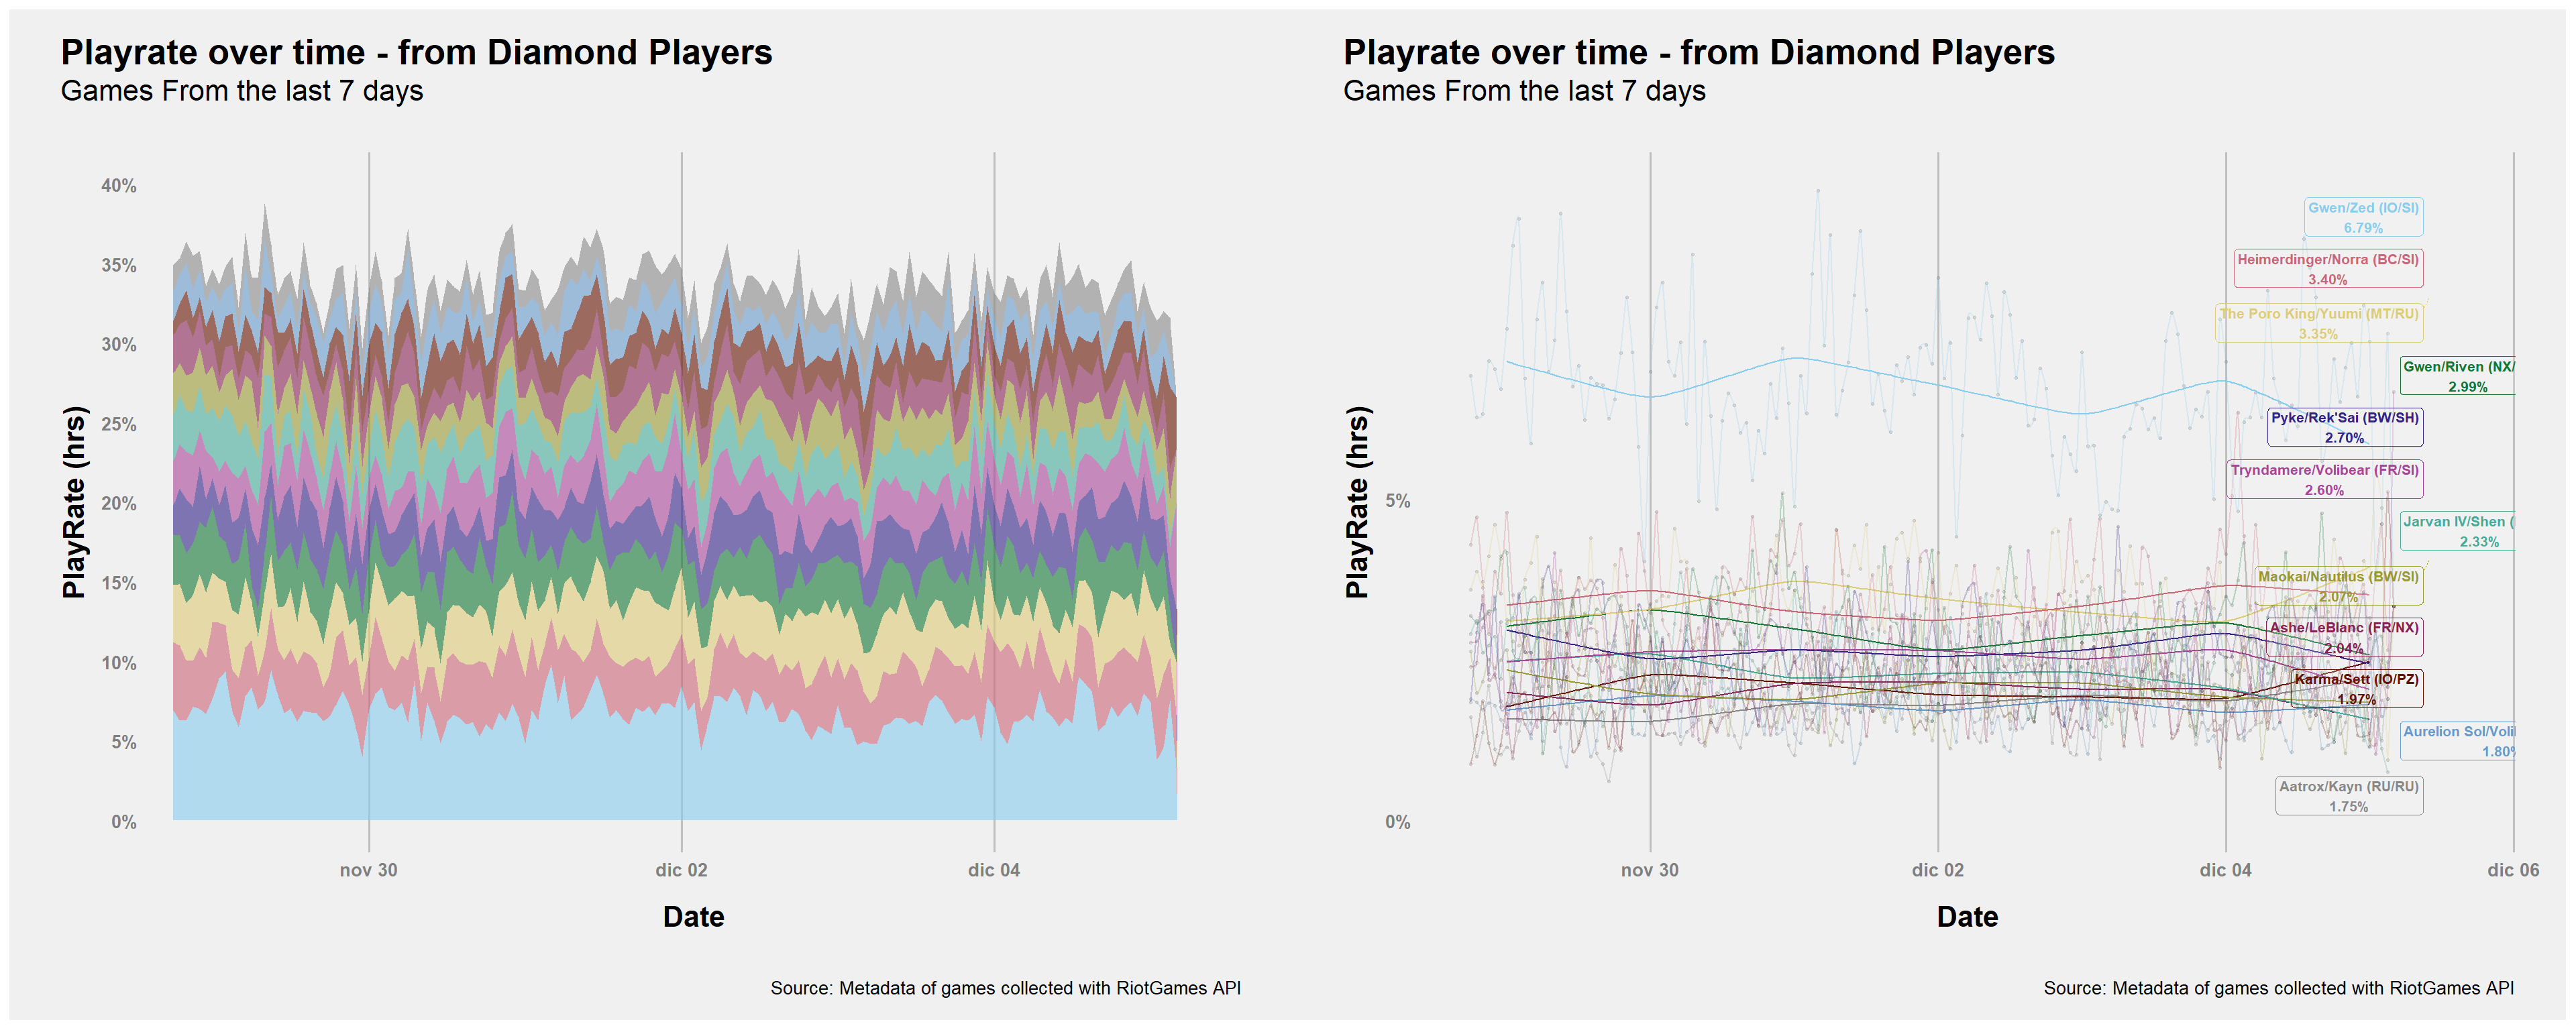 Playrate over time - from Diamond Players
Games From the last 7 days
40%
35%
30%
25%
20%
15%
10%
5%
0%
PlayRate (hrs)
nov 30
dic 02
dic 04
Date
Source: Metadata of games collected with RiotGames API
Playrate over time - from Diamond Players
Games From the last 7 days
5%
0%
PlayRate (hrs)
Gwen/Zed (IO/SI)
6.79%
Heimerdinger/Norra (BC/SI)
3.40%
The Poro King/Yuumi (MT/RU)
3.35%
Gwen/Riven (NX/
2.99%
Pyke/Rek'Sai (BW/SH)
2.70%
Tryndamere/Volibear (FR/SI)
2.60%
Jarvan IV/Shen (
2.33%
Maokai/Nautilus (BW/SI)
2.07%
Ashe/LeBlanc (FR/NX)
2.04%
Karma/Sett (IO/PZ)
1.97%
Aurelion Sol/Voli
1.80%
Aatrox/Kayn (RU/RU)
1.75%
nov 30
dic 02
dic 04
dic 06
Date
Source: Metadata of games collected with RiotGames API